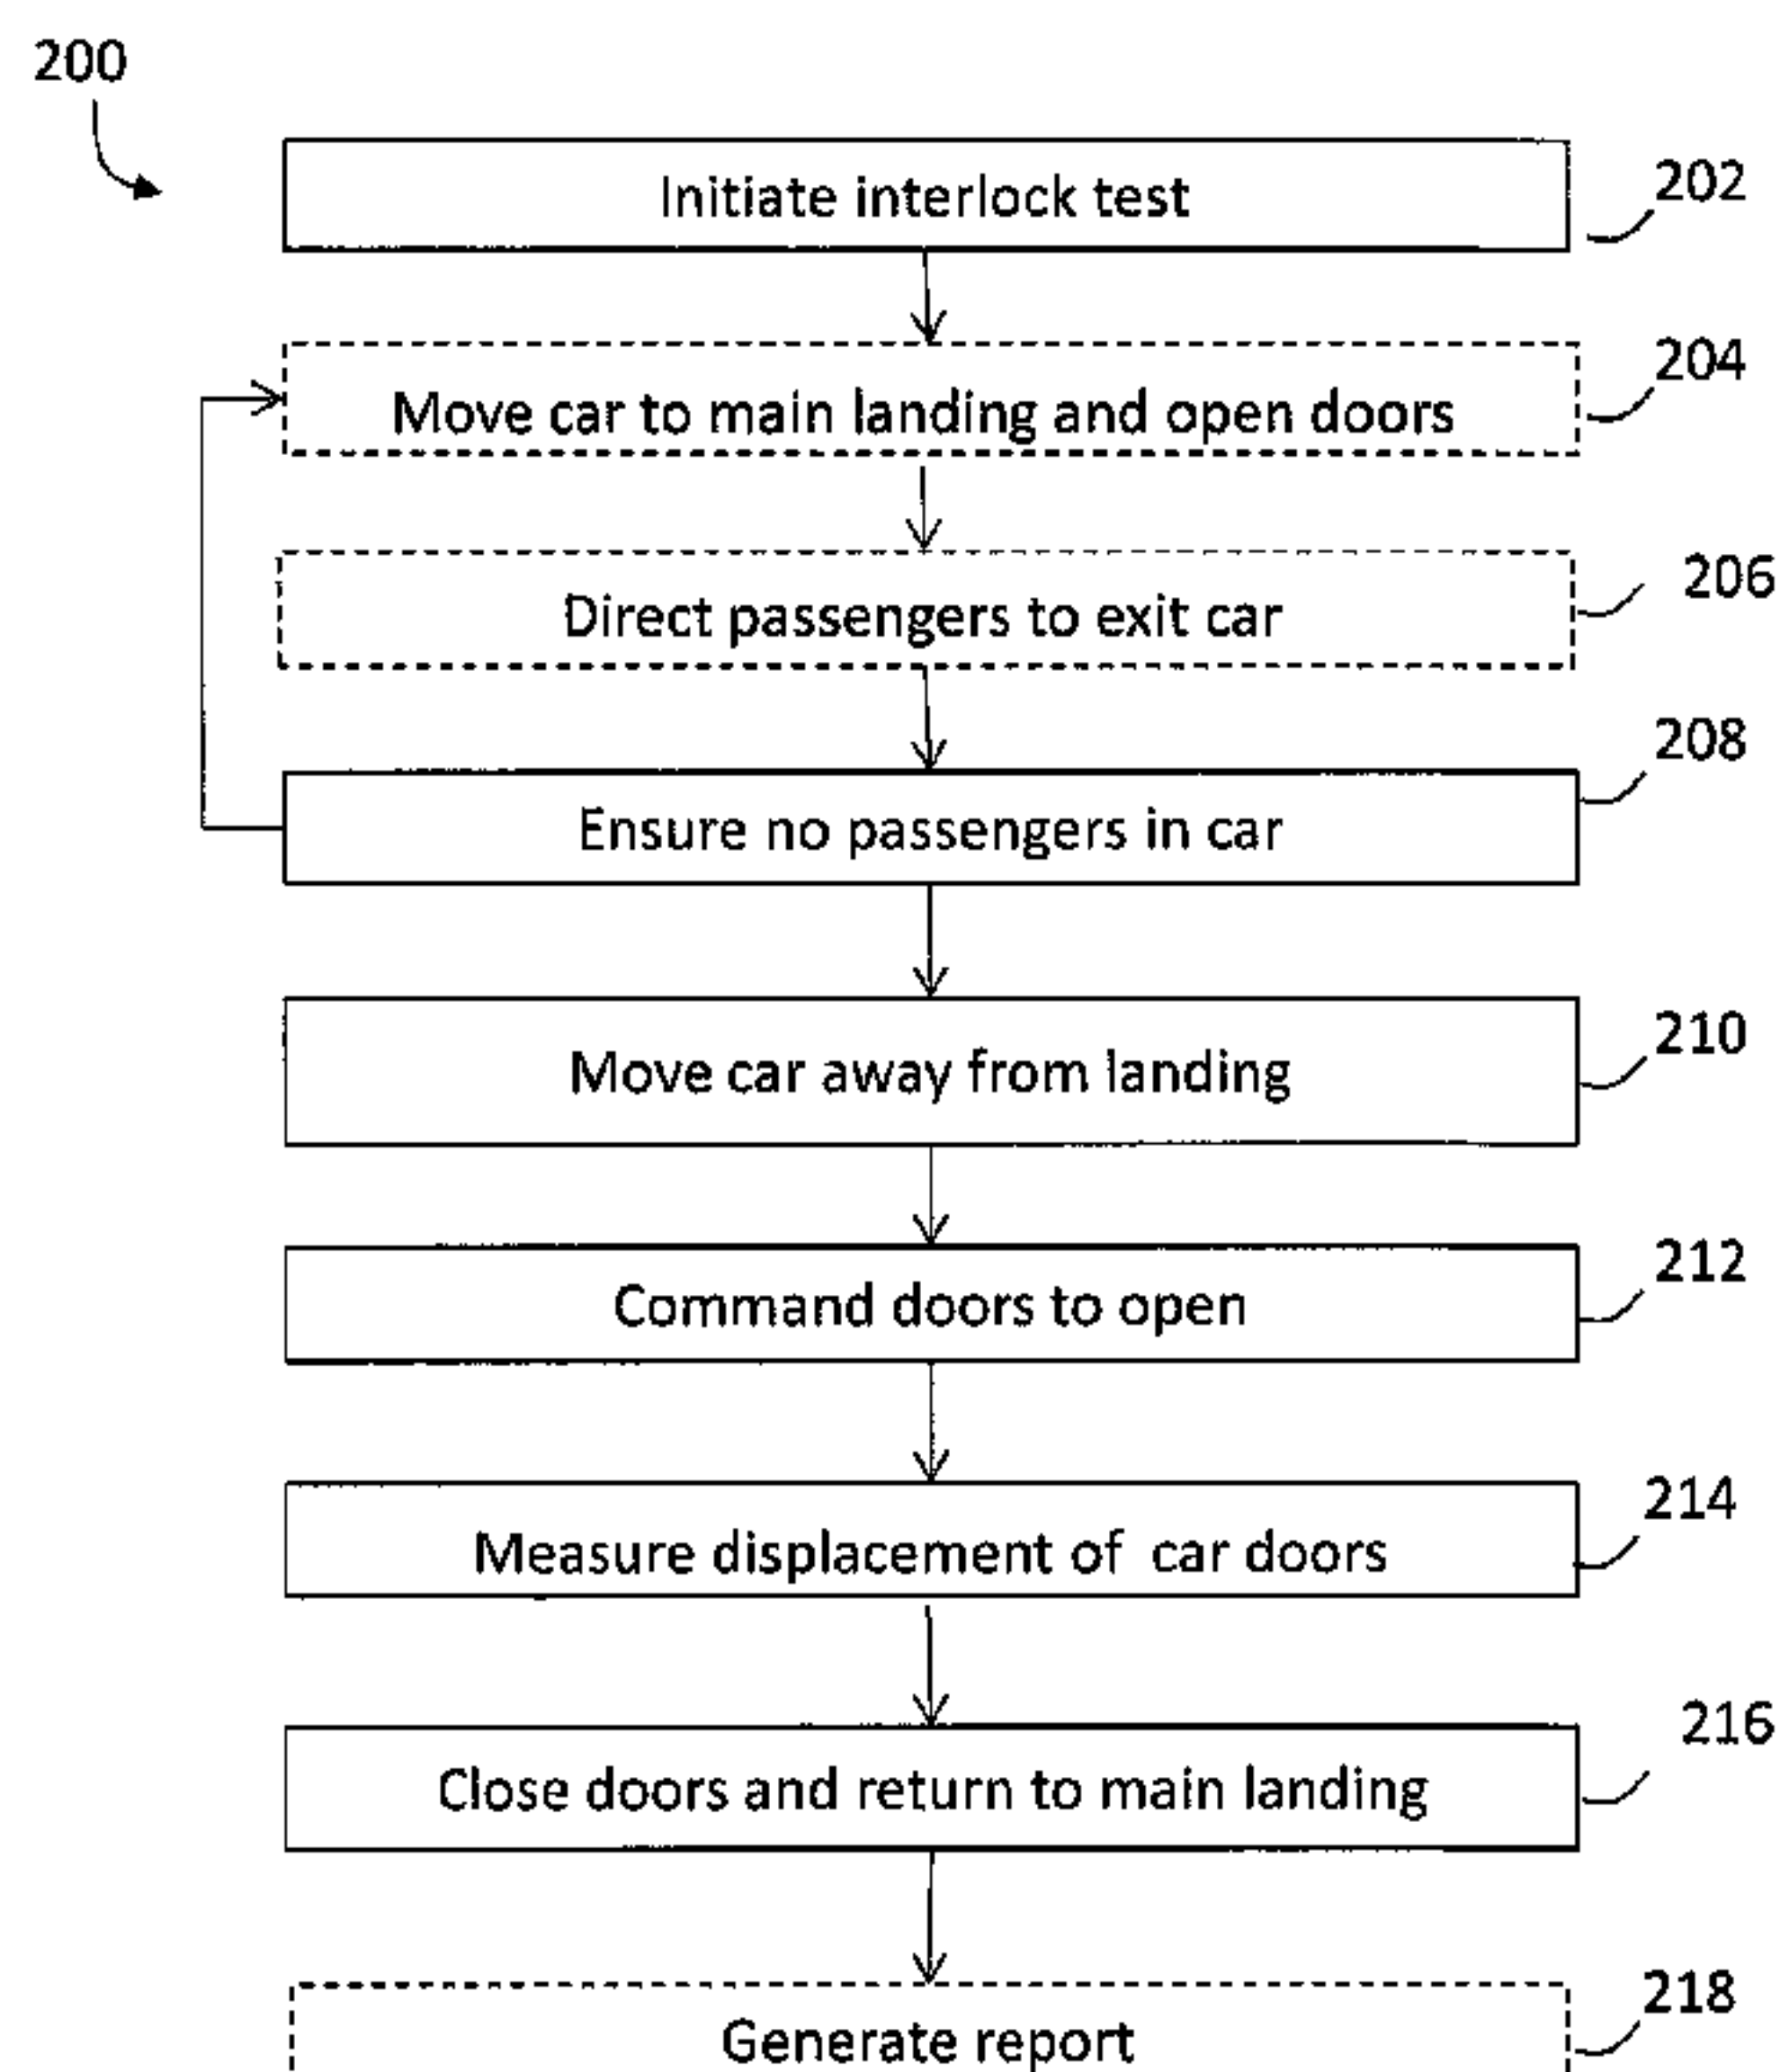 200
Initiate interlock test
202
Move car to main landing and open doors
204
Direct passengers to exit car
206
Ensure no passengers in car
208
Move car away from landing
210
Command doors to open
212
Measure displacement of car doors
214
Close doors and return to main landing
216
Generate report
218